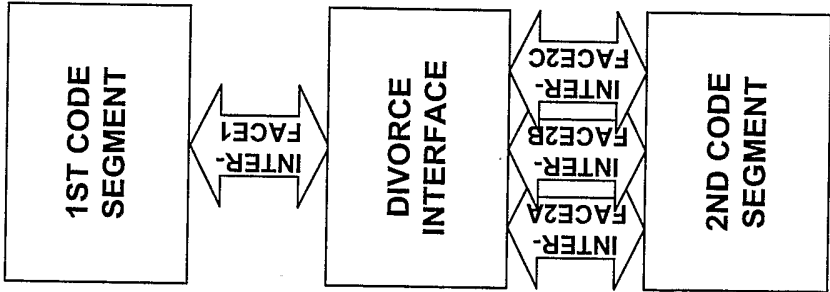 1ST CODE
SEGMENT
INTER-
FACE1
DIVORCE
INTERFACE
INTER-
FACE2A
INTER-
FACE2B
INTER-
FACE2C
2ND CODE
SEGMENT